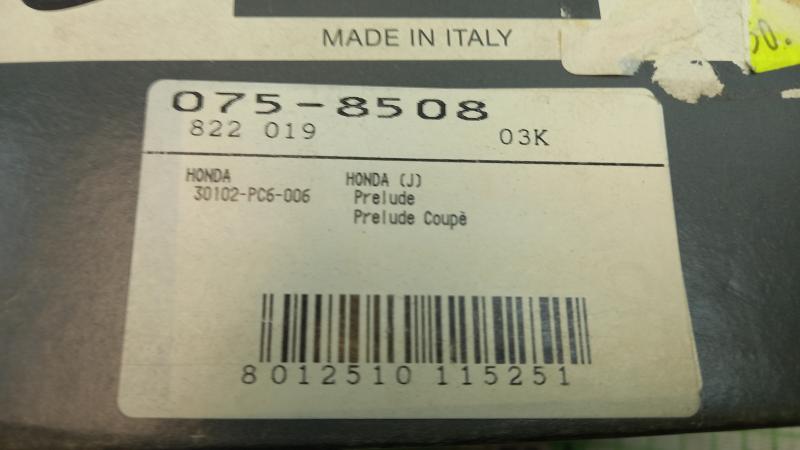 MADE IN ITALY
50.
075-8508
822 019
03K
HONDA
30102-PC6-006
HONDA (J)
Prelude
Prelude Coupè
8 012510 115251